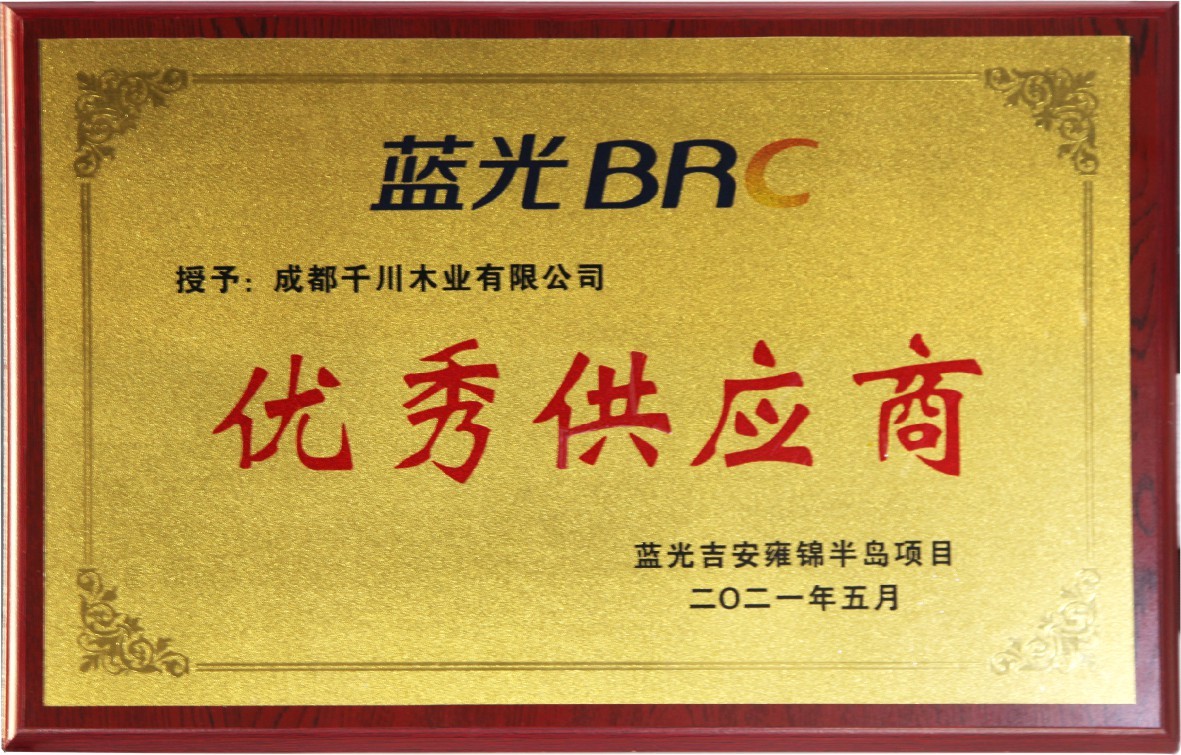 蓝光BRC
授予：成都千川木业有限公司
优秀供应商
蓝光吉安雍锦半岛项目
二〇二一年五月